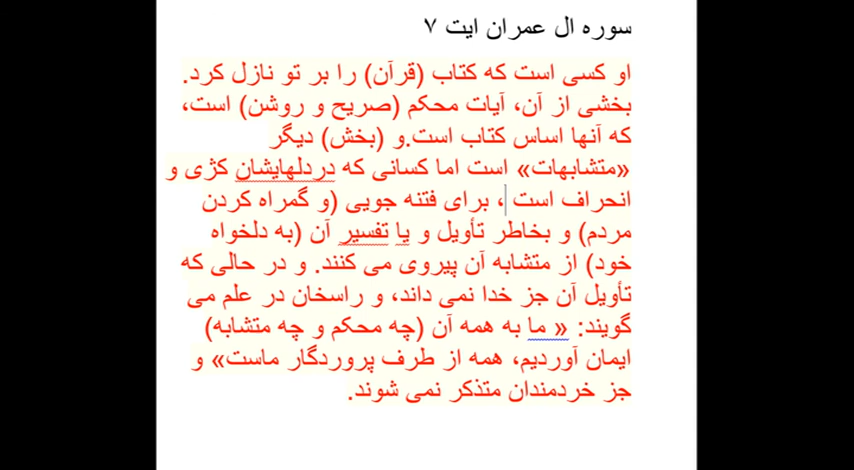 سوره ال عمران ایت ۷
او کسی است که کتاب (قرآن) را بر تو نازل کرد.
بخشی از آن، آیات محکم (صریح و روشن) است،
که آنها اساس کتاب است.و (بخش) دیگر
«متشابهات» است اما کسانی که دردلهایشان کژی و
انحراف است ، برای فتنه جویی (و گمراه کردن
مردم) و بخاطر تأویل و یا تفسیر آن (به دلخواه
خود) از متشابه آن پیروی می کنند. و در حالی که
تأویل آن جز خدا نمی داند، و راسخان در علم می
گویند: « ما به همه آن (چه محکم و چه متشابه)
ایمان آوردیم، همه از طرف پروردگار ماست» و
جز خردمندان متذکر نمی شوند.